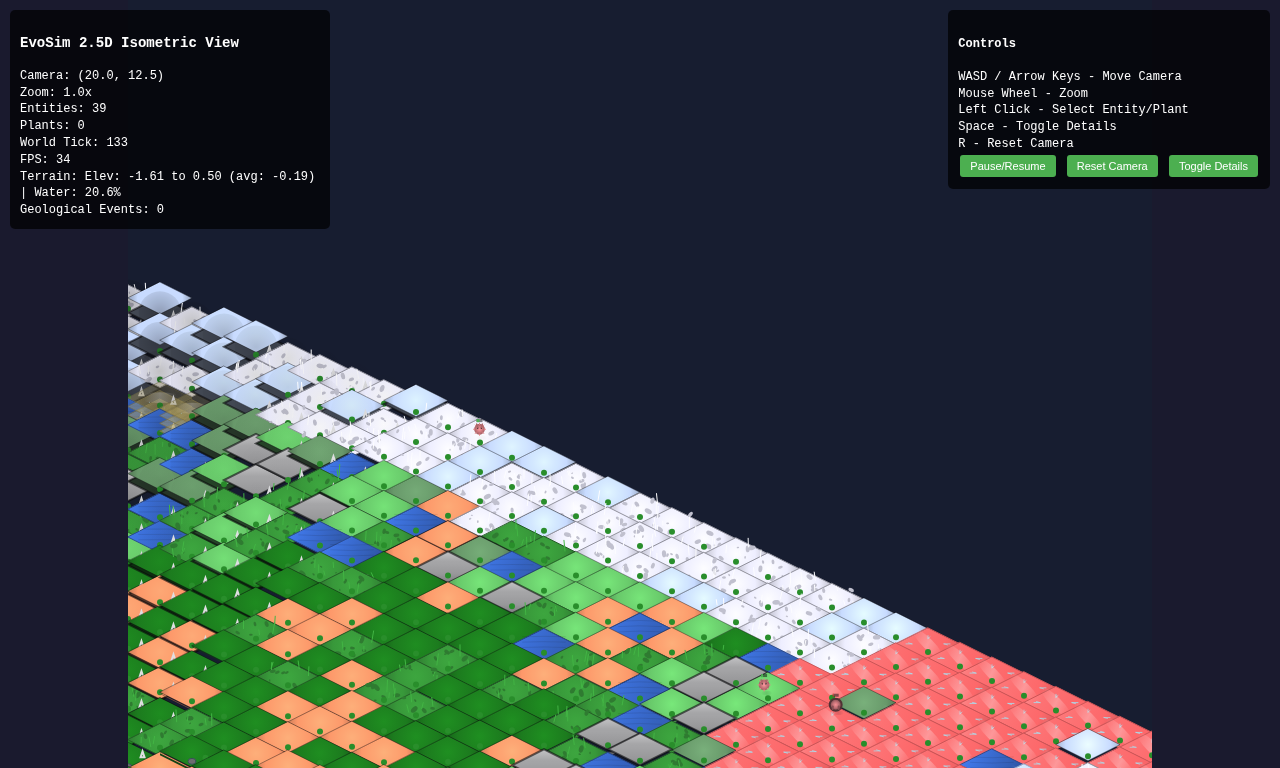 EvoSim 2.5D Isometric View
Camera: (20.0, 12.5)
Zoom: 1.0x
Entities: 39
Plants: 0
World Tick: 133
FPS: 34
Terrain: Elev: -1.61 to 0.50 (avg: -0.19)
| Water: 20.6%
Geological Events: 0
Controls
WASD / Arrow Keys - Move Camera
Mouse Wheel - Zoom
Left Click - Select Entity/Plant
Space - Toggle Details
R - Reset Camera
Pause/Resume Reset Camera Toggle Details